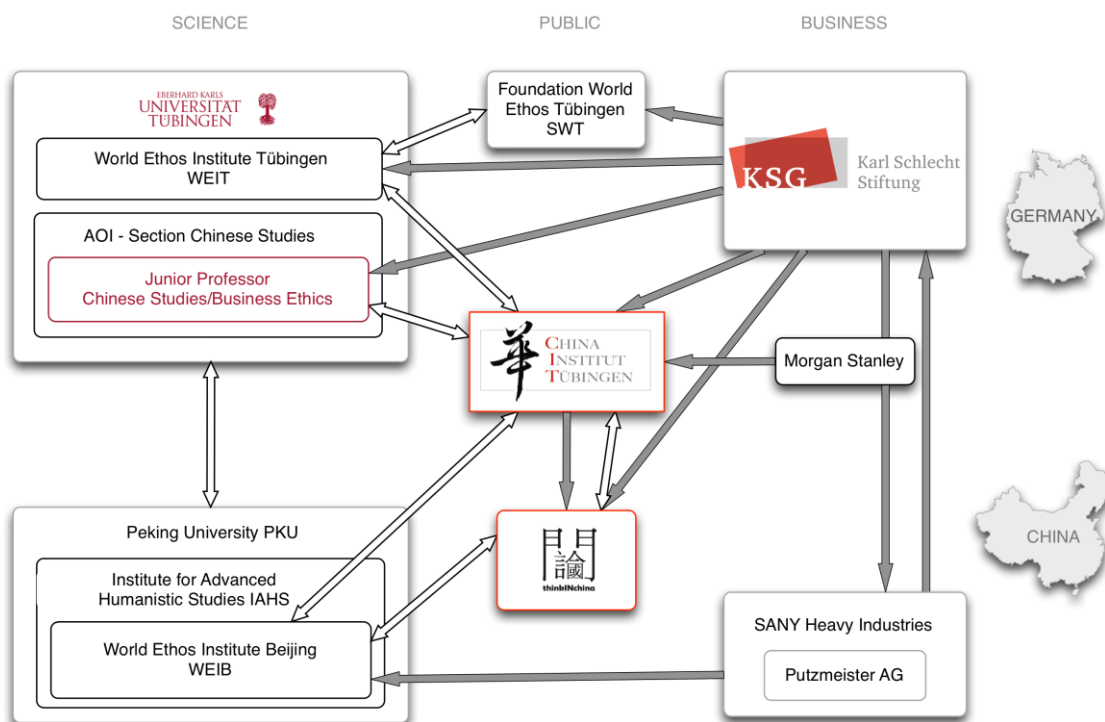 SCIENCE
PUBLIC
BUSINESS
EBERHARD KARLS
UNIVERSITÄT
TÜBINGEN
World Ethos Institute Tübingen
WEIT
AOI - Section Chinese Studies
Junior Professor
Chinese Studies/Business Ethics
Foundation World
Ethos Tübingen
SWT
KSG
Karl Schlecht
Stiftung
GERMANY
華
CHINA
INSTITUT
TÜBINGEN
Morgan Stanley
Peking University PKU
Institute for Advanced
Humanistic Studies IAHS
World Ethos Institute Beijing
WEIB
thinkINchina
SANY Heavy Industries
Putzmeister AG
CHINA